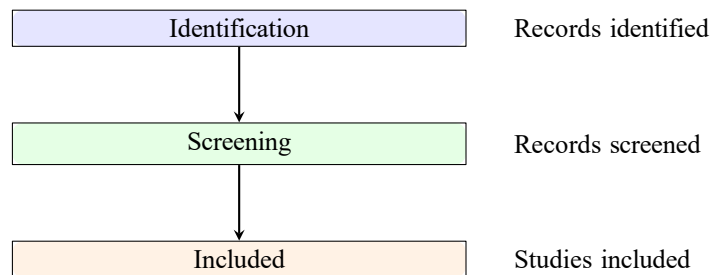 Identification
Records identified
Screening
Records screened
Included
Studies included